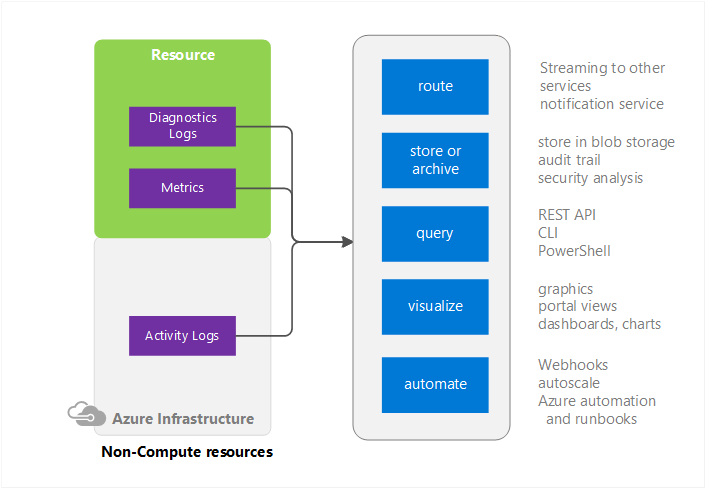 Resource
Diagnostics
Logs
Metrics
Activity Logs
Azure Infrastructure
Non-Compute resources
route
Streaming to other
services
notification service
store or
archive
store in blob storage
audit trail
security analysis
query
REST API
CLI
PowerShell
visualize
graphics
portal views
dashboards, charts
automate
Webhooks
autoscale
Azure automation
and runbooks